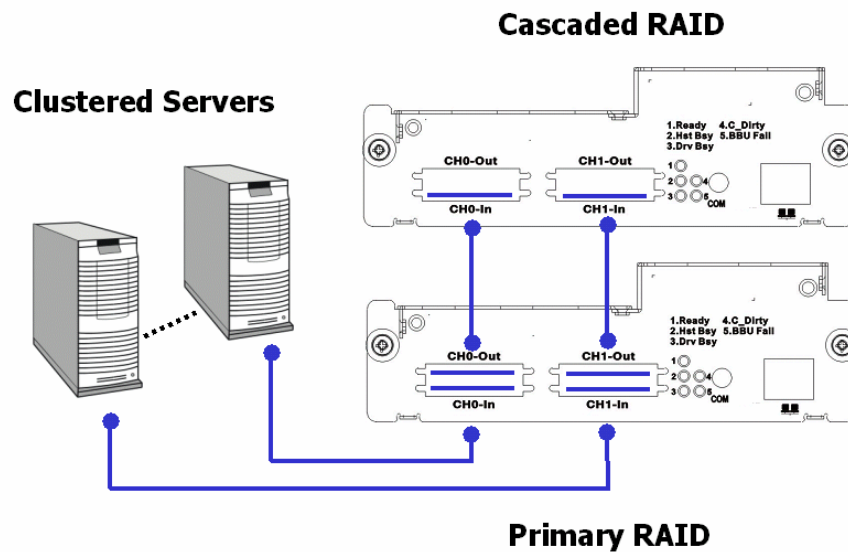 Cascaded RAID
Clustered Servers
1.Ready 4.C_Dirty
2.Hst Bsy 5.BBU Fail
3.Drv Bsy
CH0-Out CH1-Out
1
2 4
3 5
COM
CH0-In CH1-In
1.Ready 4.C_Dirty
2.Hst Bsy 5.BBU Fail
3.Drv Bsy
CH0-Out CH1-Out
1
2 4
3 5
COM
CH0-In CH1-In
Primary RAID